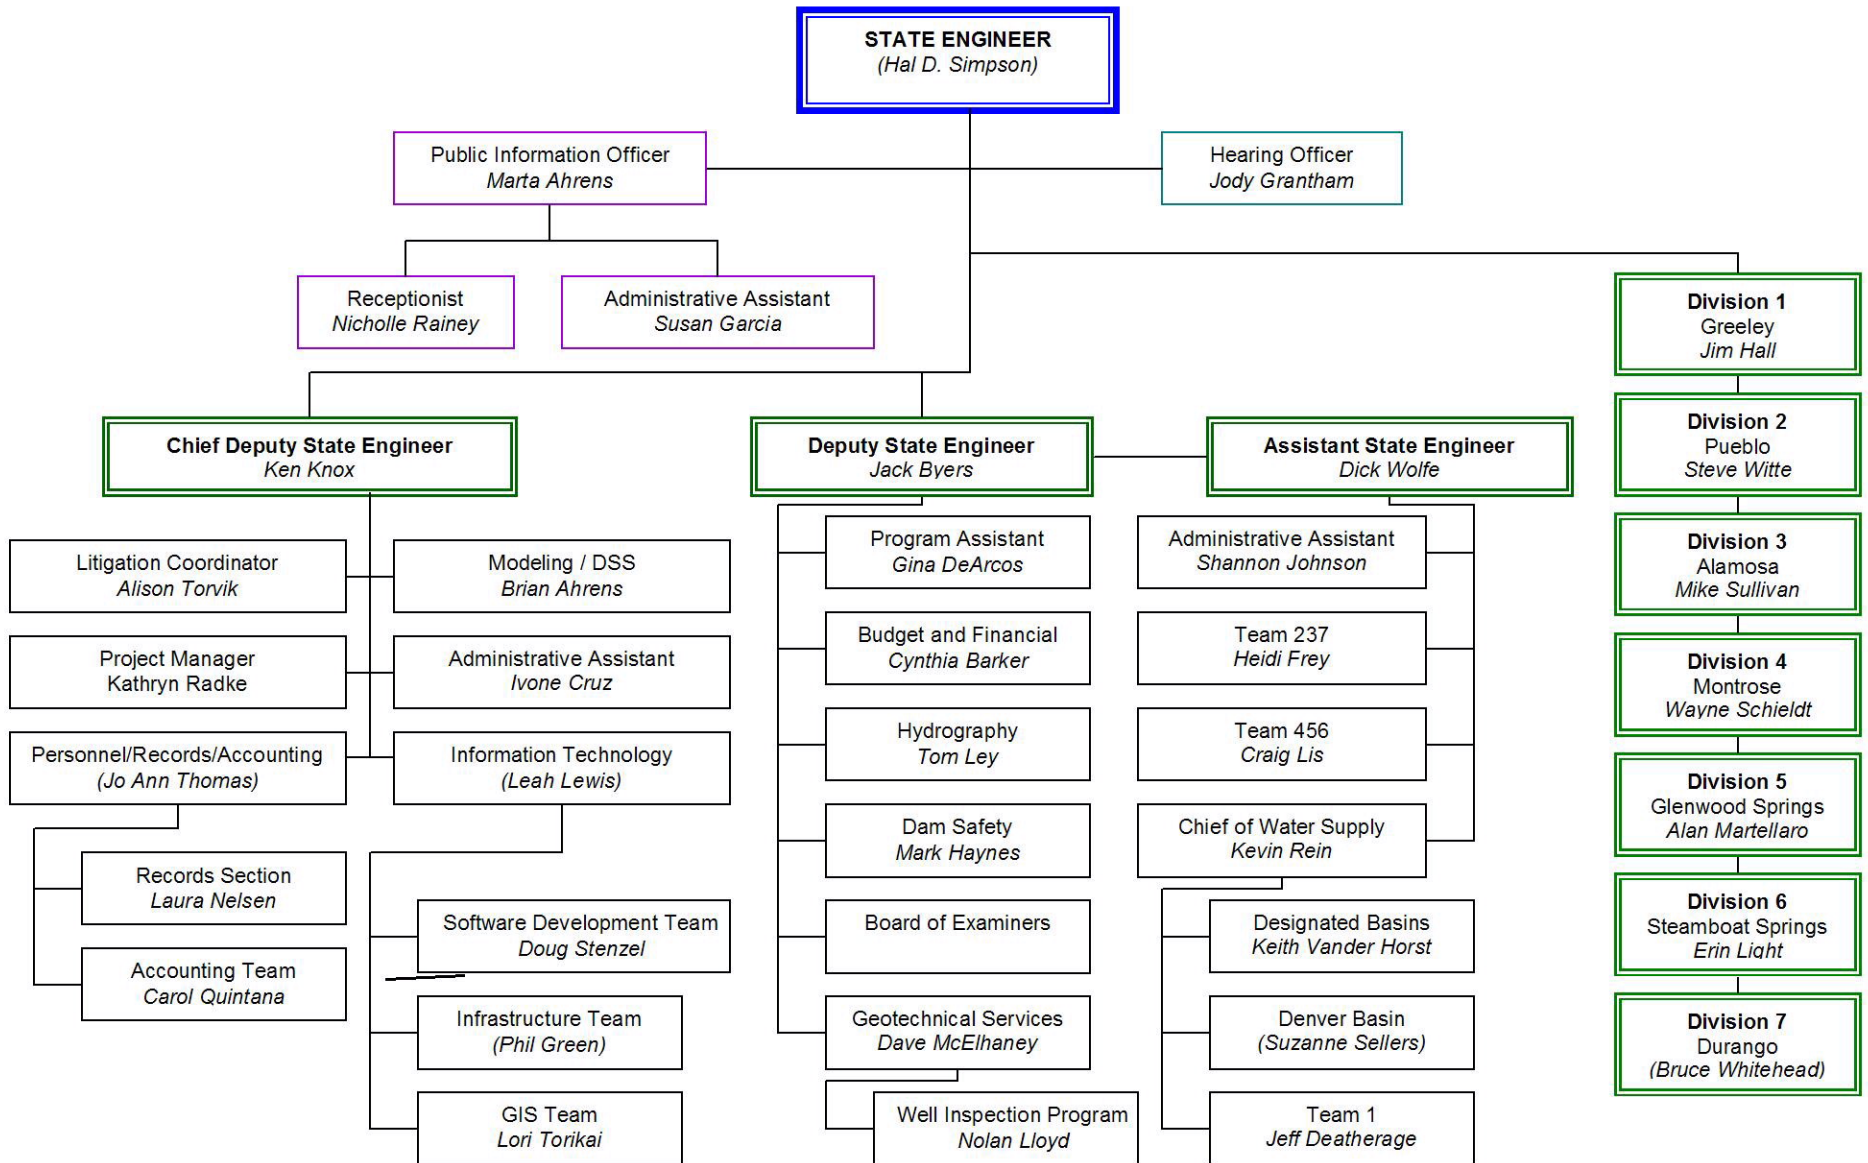 STATE ENGINEER
(Hal D. Simpson)
Public Information Officer
Marta Ahrens
Hearing Officer
Jody Grantham
Receptionist
Nicholle Rainey
Administrative Assistant
Susan Garcia
Chief Deputy State Engineer
Ken Knox
Litigation Coordinator
Alison Torvik
Modeling / DSS
Brian Ahrens
Project Manager
Kathryn Radke
Administrative Assistant
Ivone Cruz
Personnel/Records/Accounting
(Jo Ann Thomas)
Information Technology
(Leah Lewis)
Records Section
Laura Nelsen
Accounting Team
Carol Quintana
Software Development Team
Doug Stenzel
Infrastructure Team
(Phil Green)
GIS Team
Lori Torikai
Deputy State Engineer
Jack Byers
Program Assistant
Gina DeArcos
Budget and Financial
Cynthia Barker
Hydrography
Tom Ley
Dam Safety
Mark Haynes
Board of Examiners
Geotechnical Services
Dave McElhaney
Well Inspection Program
Nolan Lloyd
Assistant State Engineer
Dick Wolfe
Administrative Assistant
Shannon Johnson
Team 237
Heidi Frey
Team 456
Craig Lis
Chief of Water Supply
Kevin Rein
Designated Basins
Keith Vander Horst
Denver Basin
(Suzanne Sellers)
Team 1
Jeff Deatherage
Division 1
Greeley
Jim Hall
Division 2
Pueblo
Steve Witte
Division 3
Alamosa
Mike Sullivan
Division 4
Montrose
Wayne Schieldt
Division 5
Glenwood Springs
Alan Martellaro
Division 6
Steamboat Springs
Erin Light
Division 7
Durango
(Bruce Whitehead)